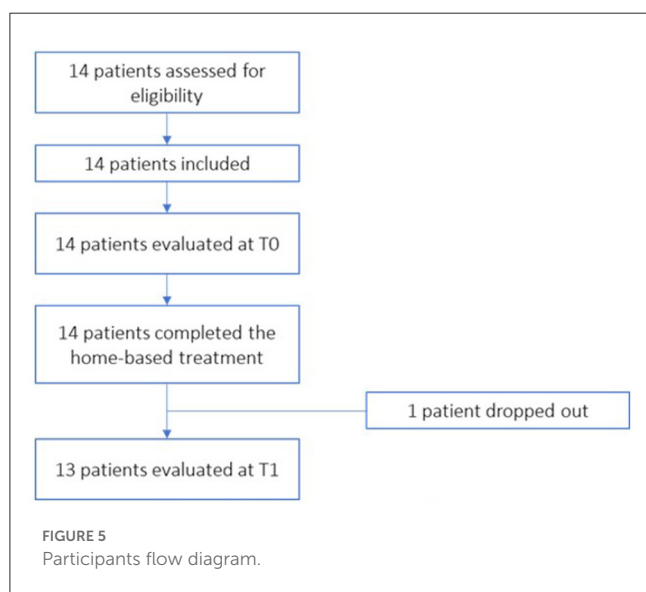 14 patients assessed for
eligibility
14 patients included
14 patients evaluated at T0
14 patients completed the
home-based treatment
1 patient dropped out
13 patients evaluated at T1
FIGURE 5
Participants flow diagram.